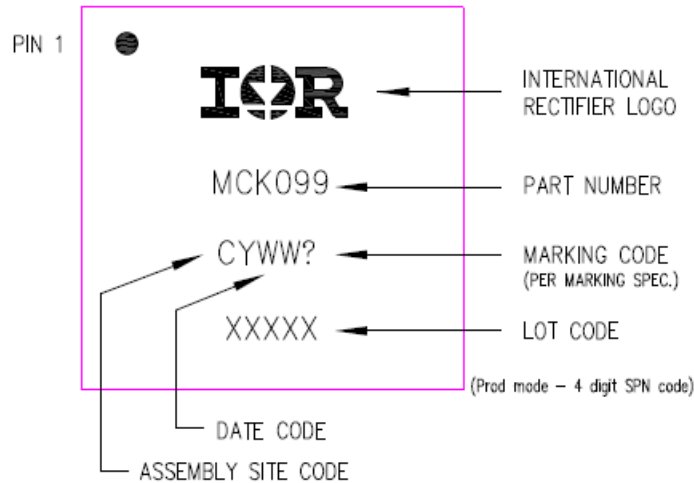 PIN 1
IOR
INTERNATIONAL
RECTIFIER LOGO
MCK099
PART NUMBER
CYWW?
MARKING CODE
(PER MARKING SPEC.)
XXXXX
LOT CODE
(Prod mode – 4 digit SPN code)
DATE CODE
ASSEMBLY SITE CODE